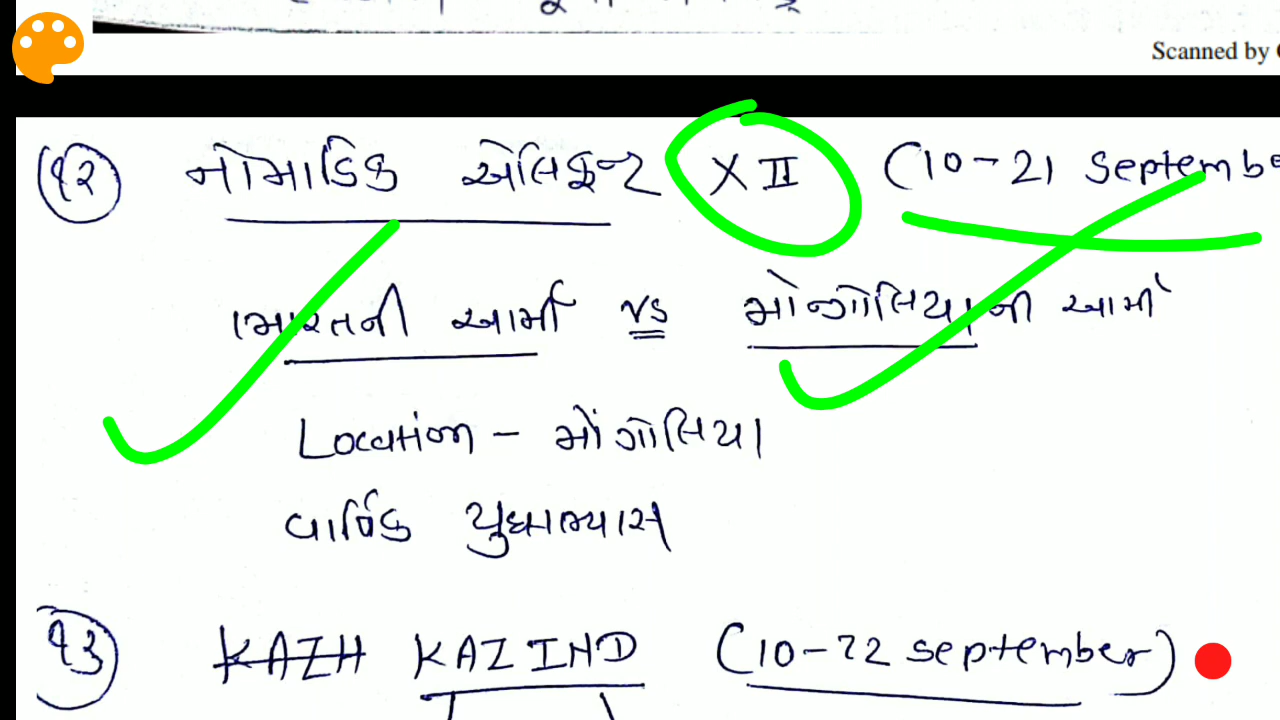 Scanned by
(૧૨) નોમાડિક એલિફન્ટ XII (10-21 Septembe
ભારતની આર્મી vs મોન્ગોલિયાની આર્મી
Location - મોંગોલિયા
વાર્ષિક યુદ્ધાભ્યાસ
૧૩) KAZH KAZIND (10-22 september)